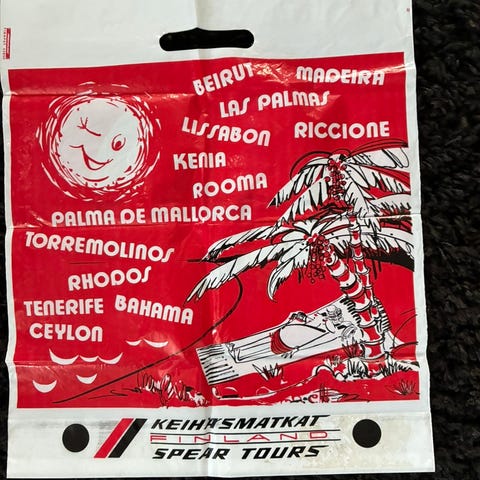 BEIRUT
MADEIRA
LAS PALMAS
LISSABON
RICCIONE
KENIA
ROOMA
PALMA DE MALLORCA
TORREMOLINOS
RHODOS
TENERIFE
BAHAMA
CEYLON
KEIHÄSMATKAT
FINLAND
SPEAR TOURS